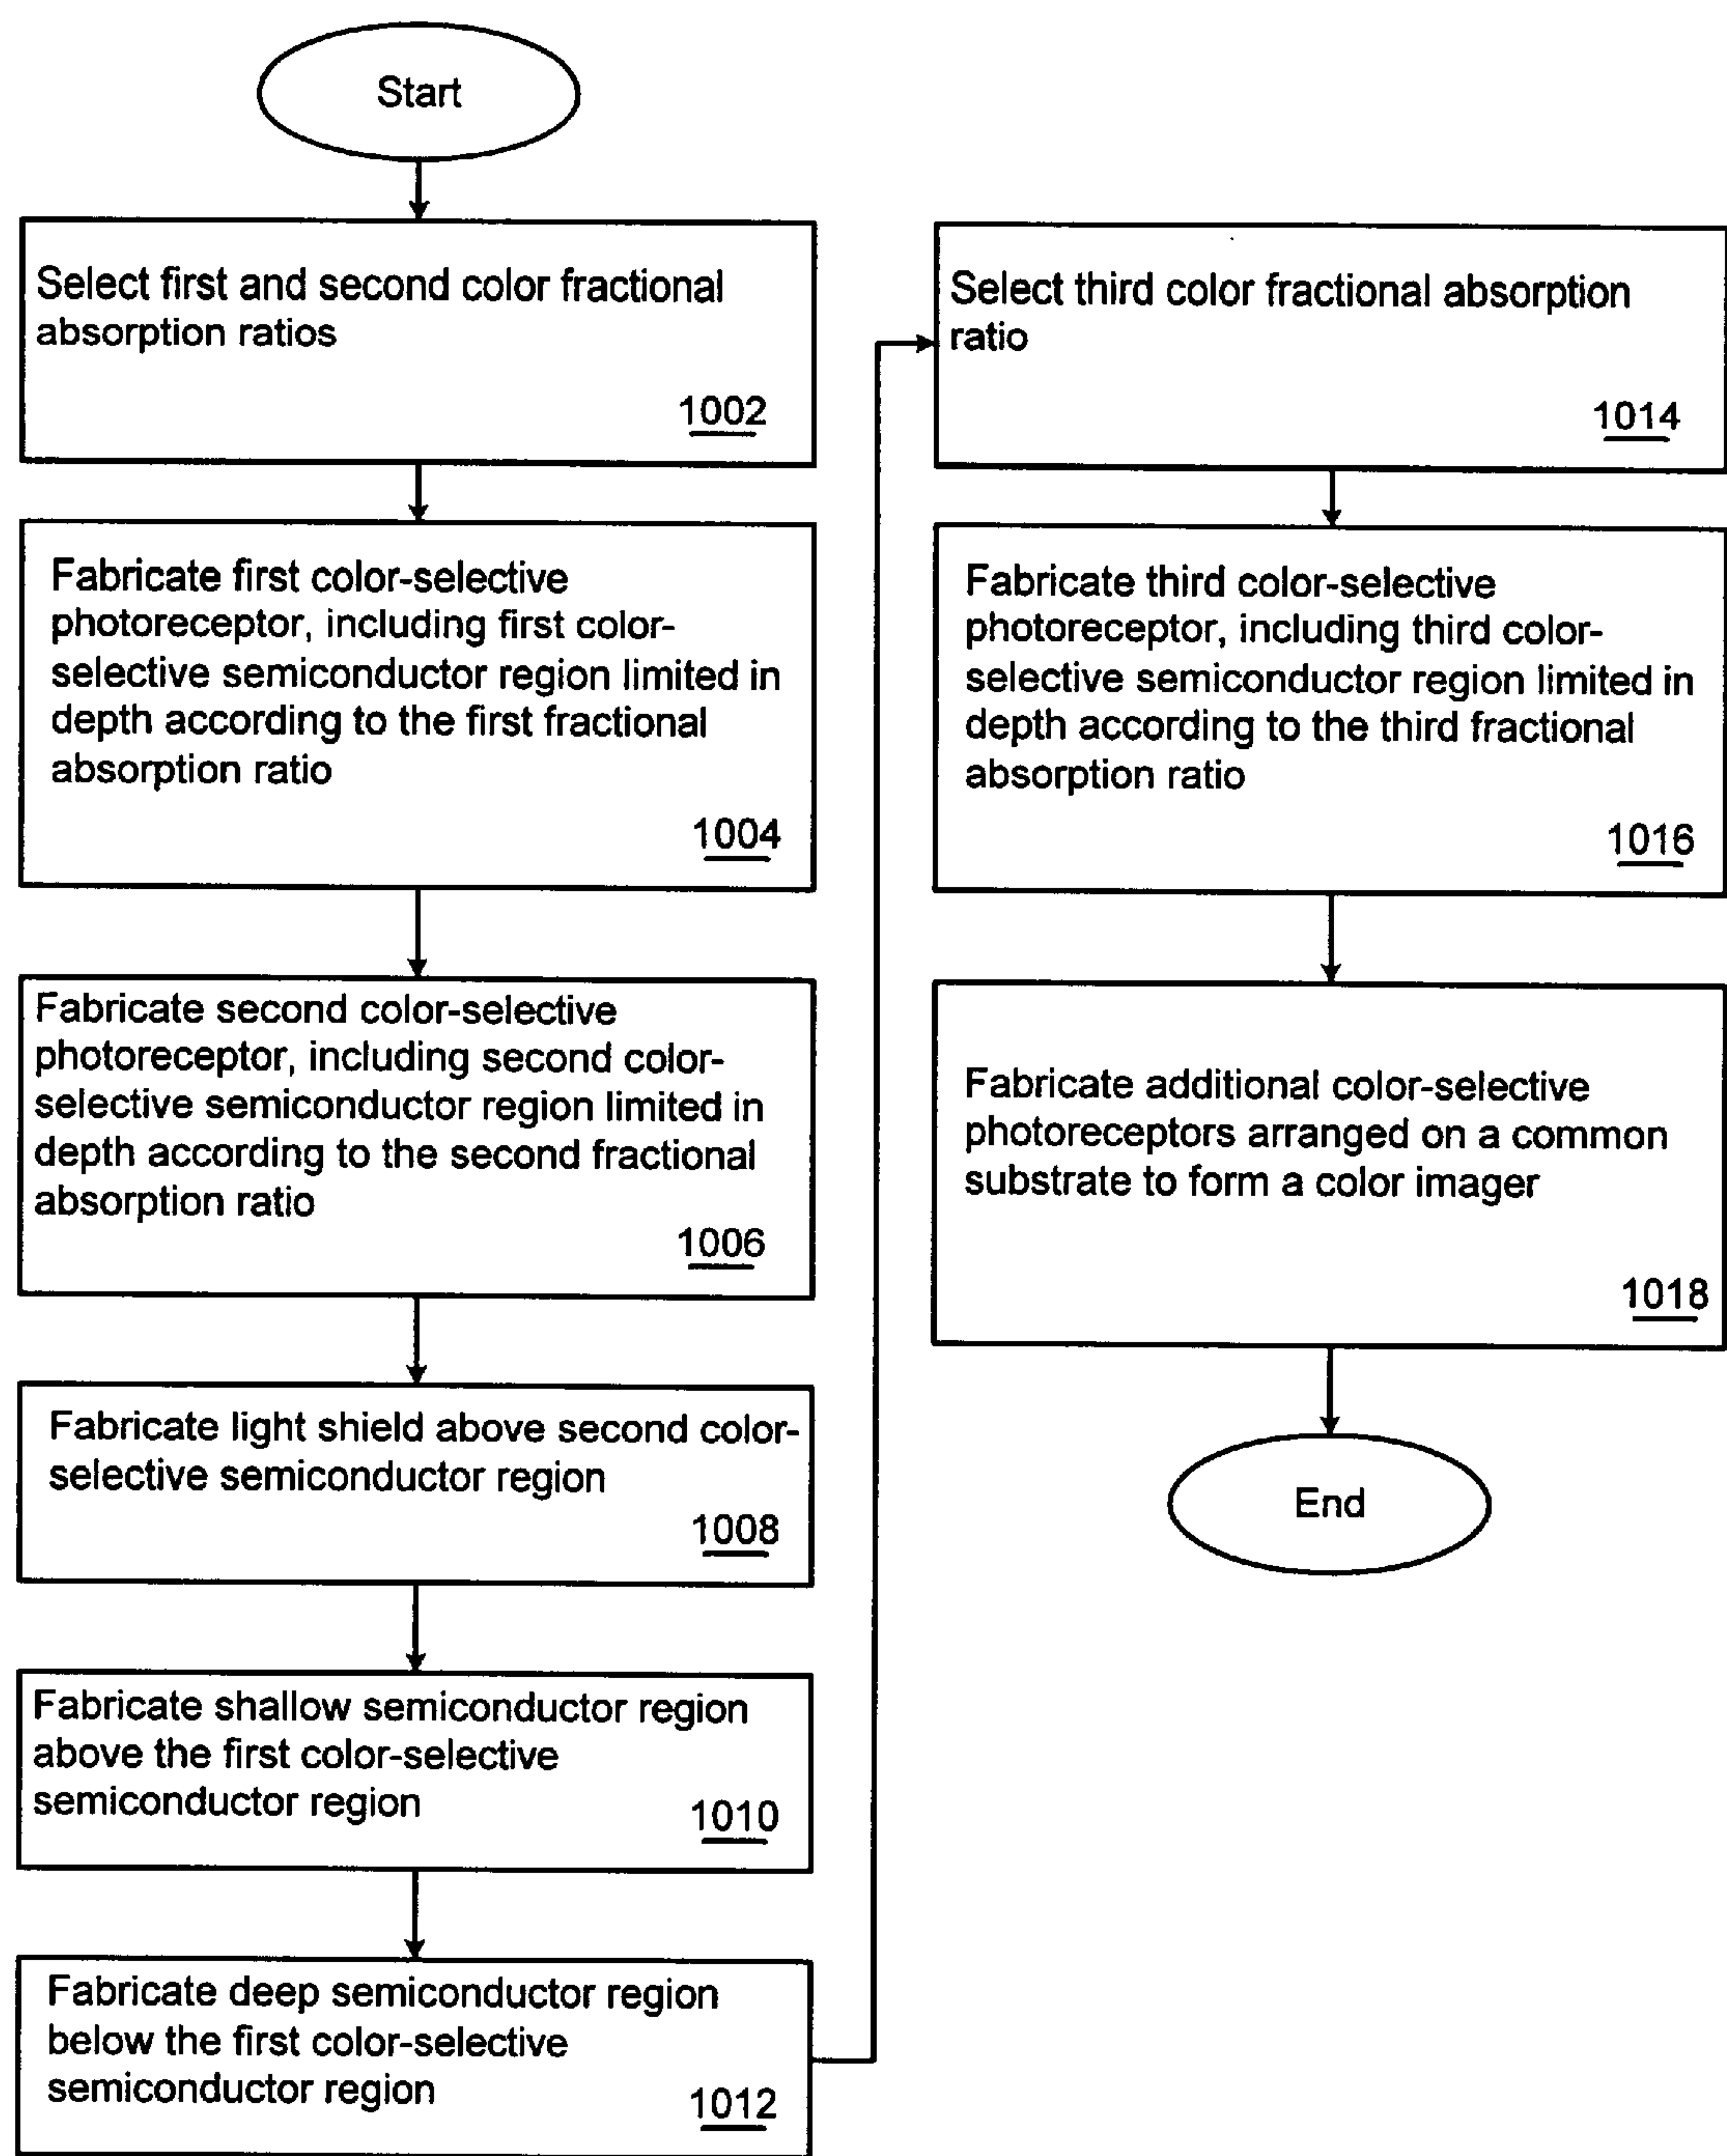 Start
Select first and second color fractional
absorption ratios
1002
Fabricate first color-selective
photoreceptor, including first color-
selective semiconductor region limited in
depth according to the first fractional
absorption ratio
1004
Fabricate second color-selective
photoreceptor, including second color-
selective semiconductor region limited in
depth according to the second fractional
absorption ratio
1006
Fabricate light shield above second color-
selective semiconductor region
1008
Fabricate shallow semiconductor region
above the first color-selective
semiconductor region
1010
Fabricate deep semiconductor region
below the first color-selective
semiconductor region
1012
Select third color fractional absorption
ratio
1014
Fabricate third color-selective
photoreceptor, including third color-
selective semiconductor region limited in
depth according to the third fractional
absorption ratio
1016
Fabricate additional color-selective
photoreceptors arranged on a common
substrate to form a color imager
1018
End